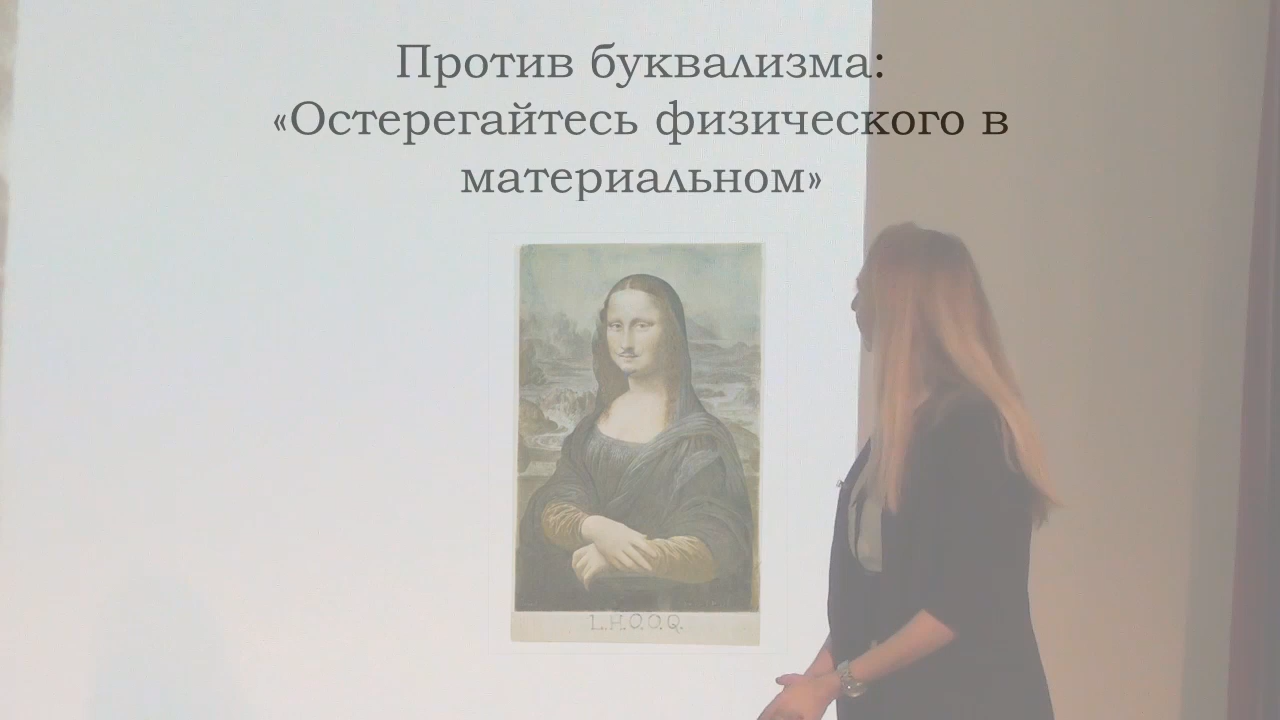 Против буквализма:
«Остерегайтесь физического в
материальном»
L.H.O.O.Q.